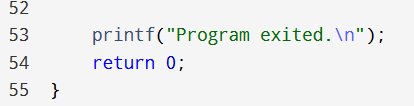 52
53 printf("Program exited.\n");
54 return 0;
55 }